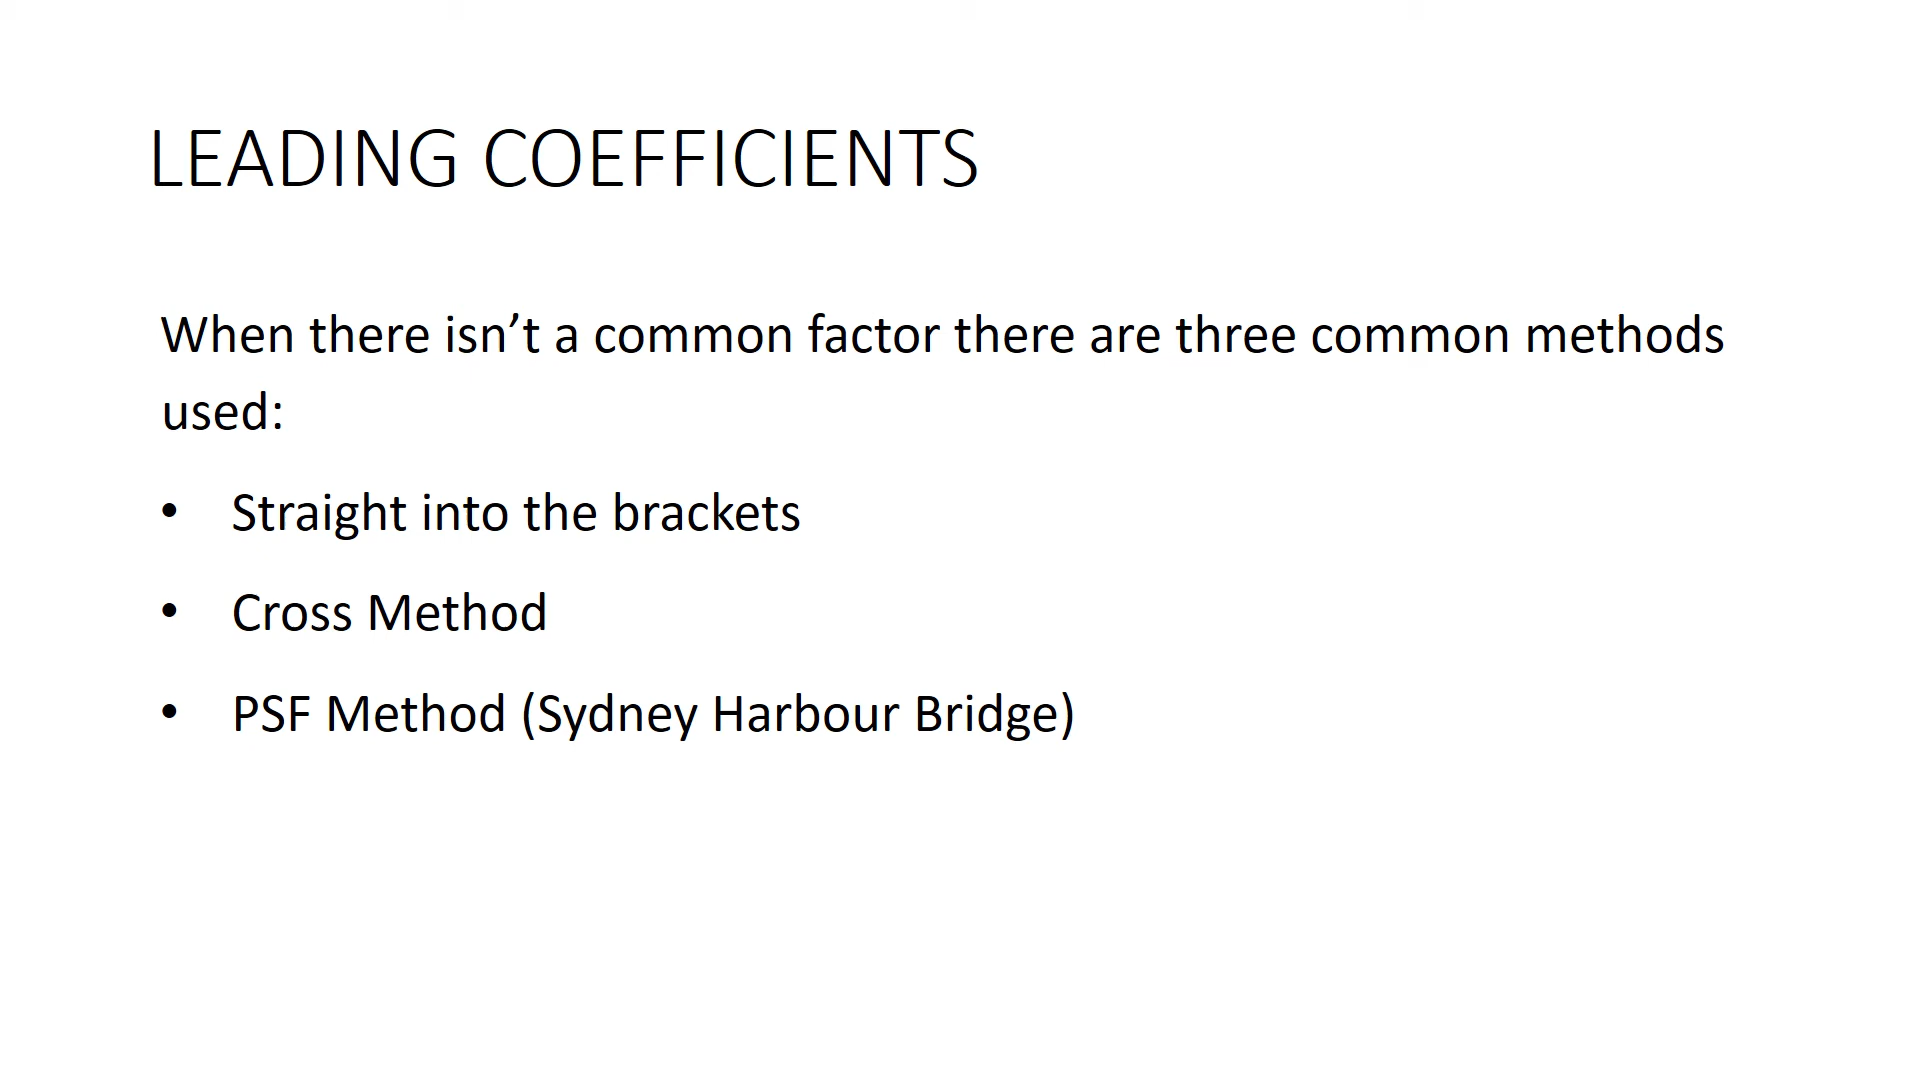 LEADING COEFFICIENTS
When there isn’t a common factor there are three common methods
used:
• Straight into the brackets
• Cross Method
• PSF Method (Sydney Harbour Bridge)